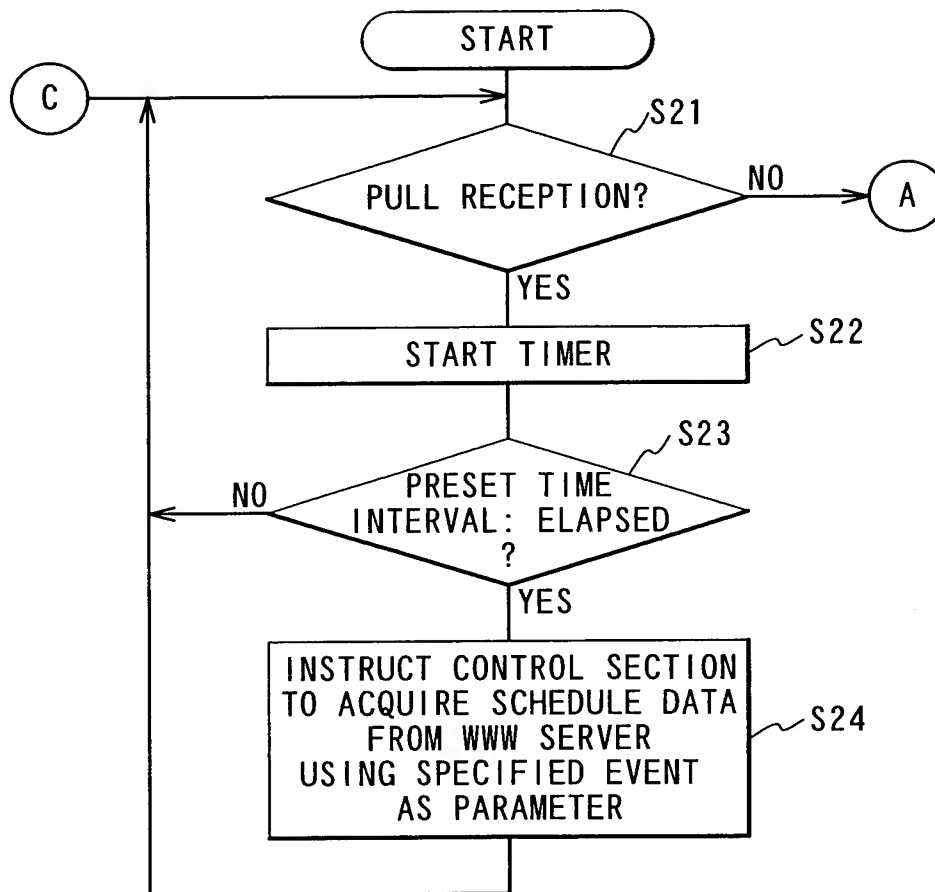 START
C
S21
PULL RECEPTION?
NO
A
YES
START TIMER
S22
S23
NO
PRESET TIME
INTERVAL: ELAPSED
?
YES
INSTRUCT CONTROL SECTION
TO ACQUIRE SCHEDULE DATA
FROM WWW SERVER
USING SPECIFIED EVENT
AS PARAMETER
S24